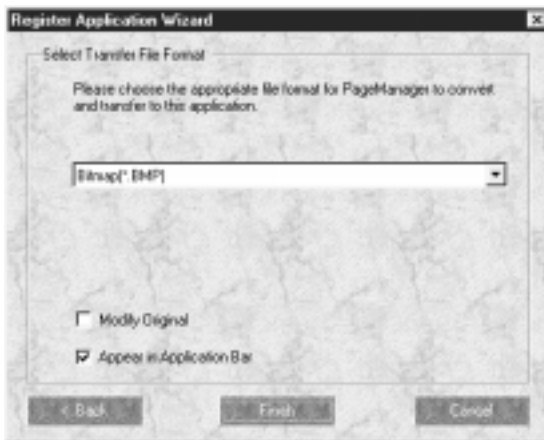 Register Application Wizard
Select Transfer File Format
Please choose the appropriate file format for PageManager to convert
and transfer to this application.
Bitmap(*.BMP)
Modify Original
Appear in Application Bar
< Back
Finish
Cancel